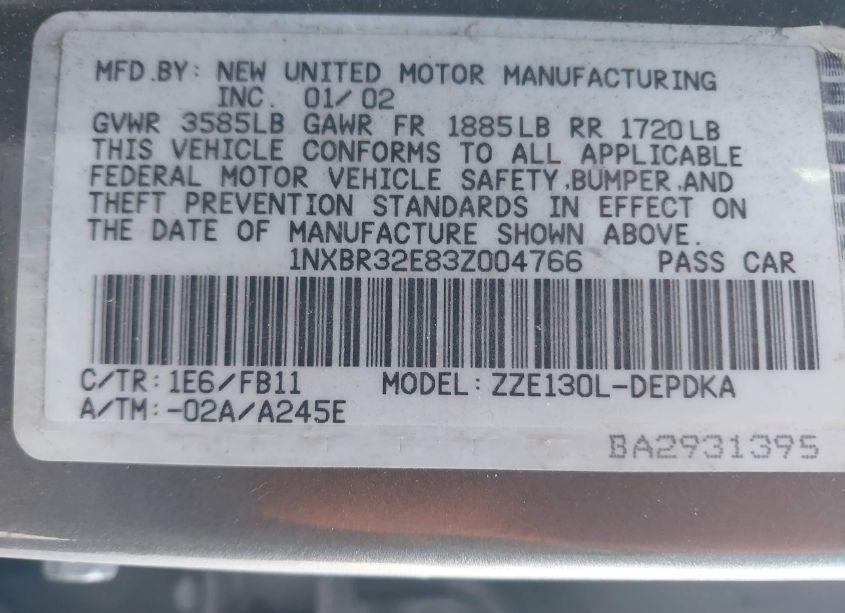 MFD.BY: NEW UNITED MOTOR MANUFACTURING
INC. 01/02
GVWR 3585LB GAWR FR 1885LB RR 1720LB
THIS VEHICLE CONFORMS TO ALL APPLICABLE
FEDERAL MOTOR VEHICLE SAFETY,BUMPER,AND
THEFT PREVENTION STANDARDS IN EFFECT ON
THE DATE OF MANUFACTURE SHOWN ABOVE.
1NXBR32E83Z004766 PASS CAR
C/TR:1E6/FB11 MODEL:ZZE130L-DEPDKA
A/TM:-02A/A245E
BA2931395